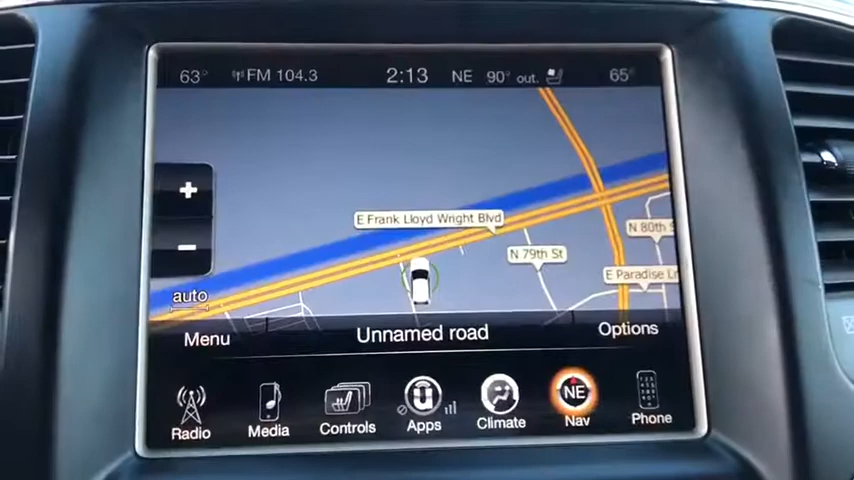 63° FM 104.3 2:13 NE 90° out. 65°
+
E Frank Lloyd Wright Blvd
N 80th S
−
N 79th St
E Paradise Ln
auto
Menu Unnamed road Options
NE
Radio Media Controls Apps Climate Nav Phone